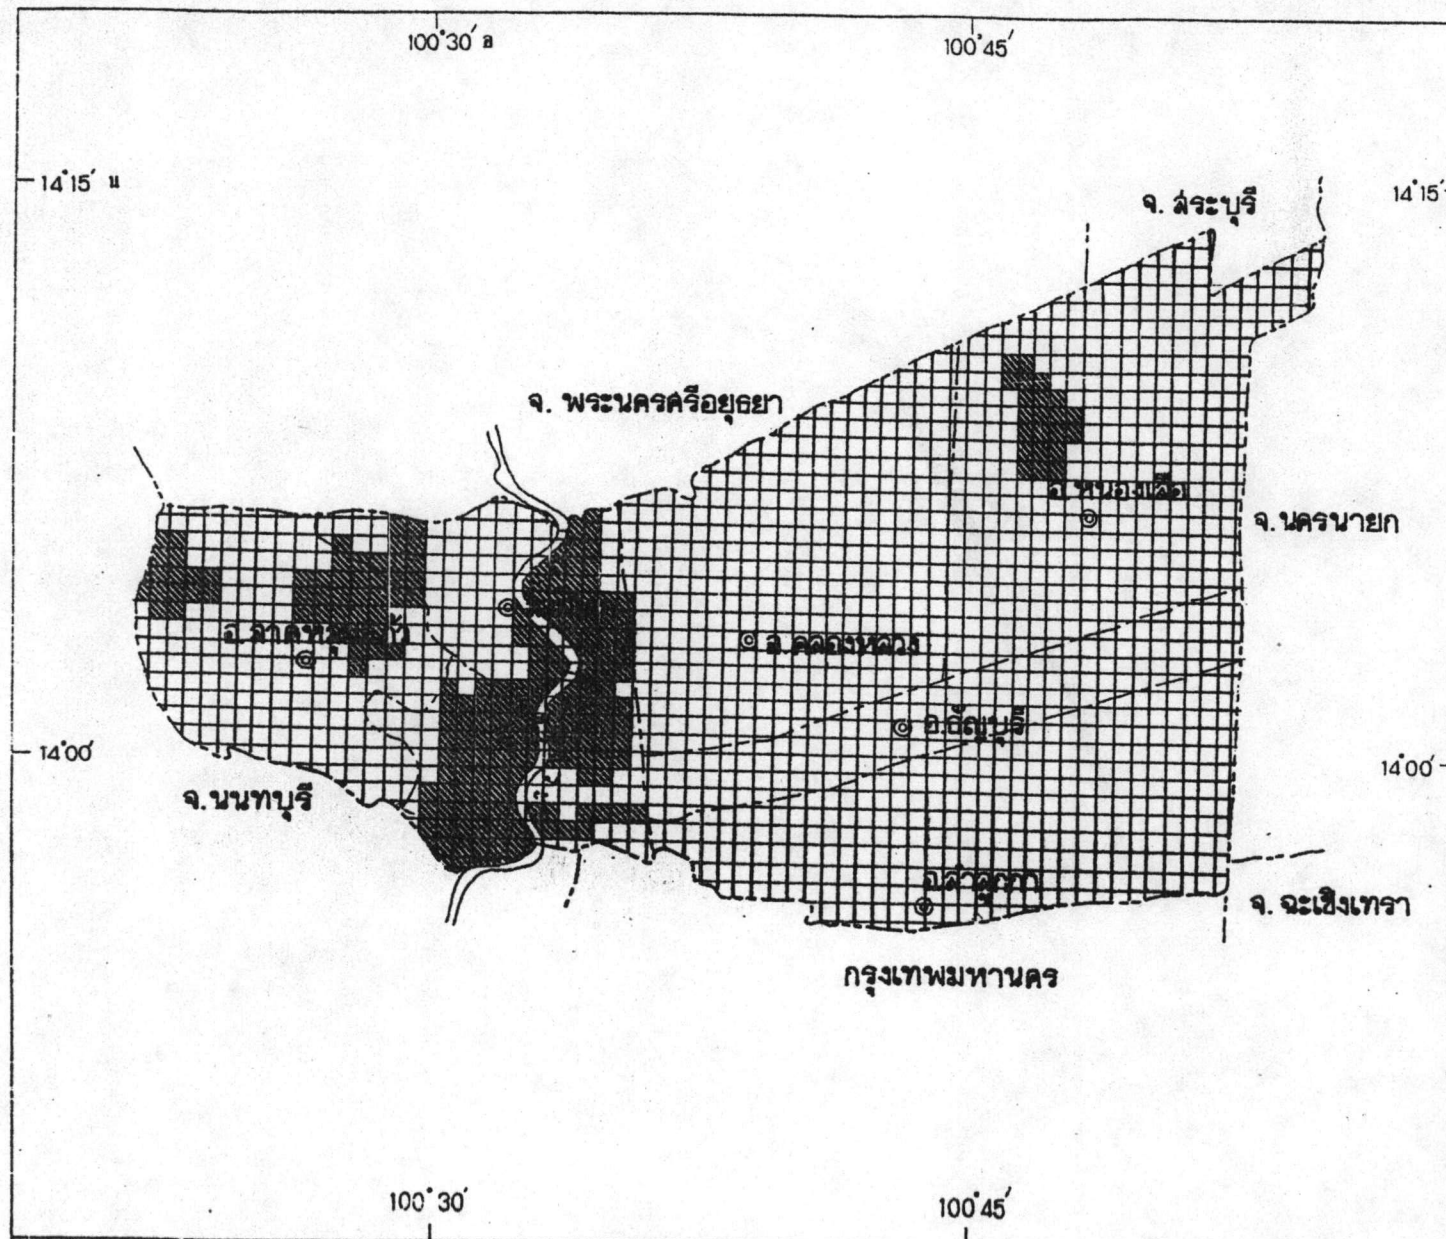 100°30′ อ
100°45′
14°15′ น
14°15′
จ. สระบุรี
จ. พระนครศรีอยุธยา
อ.หนองเสือ
จ.นครนายก
อ.ลาดหลุมแก้ว
อ.คลองหลวง
อ.ธัญบุรี
14°00′
14°00′
จ.นนทบุรี
อ.ลำลูกกา
จ. ฉะเชิงเทรา
กรุงเทพมหานคร
100°30′
100°45′